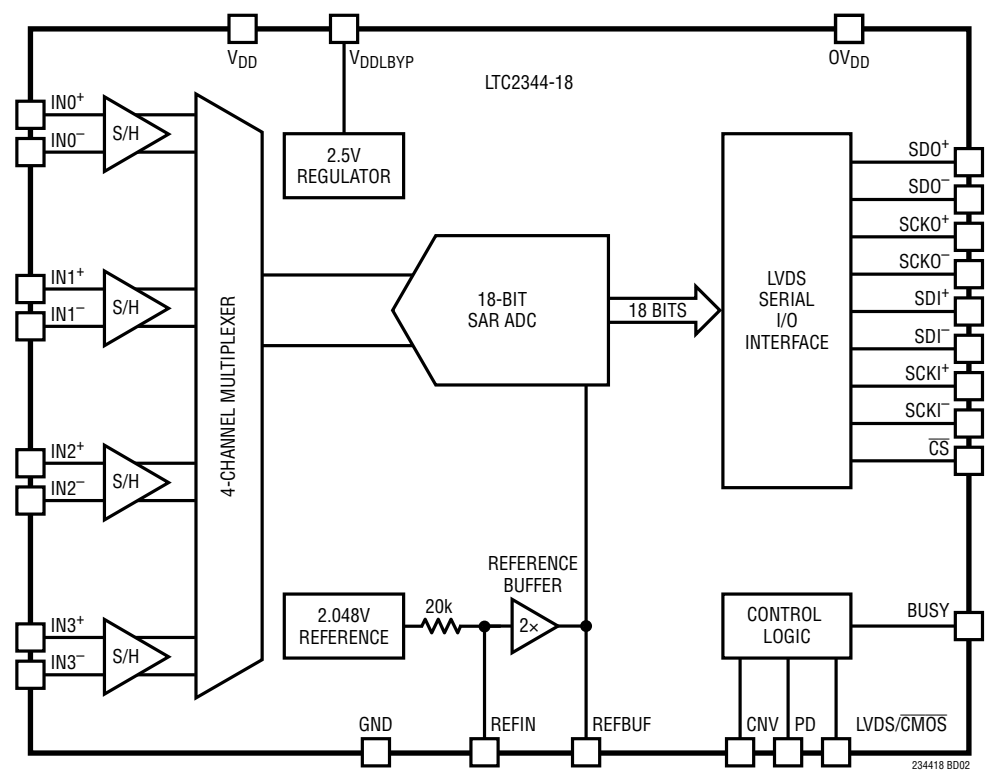 VDD
VDDLBYP
OVDD
LTC2344-18
IN0+
IN0–
S/H
2.5V
REGULATOR
IN1+
IN1–
S/H
4-CHANNEL MULTIPLEXER
18-BIT
SAR ADC
18 BITS
LVDS
SERIAL
I/O
INTERFACE
SDO+
SDO–
SCKO+
SCKO–
SDI+
SDI–
SCKI+
SCKI–
CS
IN2+
IN2–
S/H
IN3+
IN3–
S/H
2.048V
REFERENCE
20k
REFERENCE
BUFFER
2×
CONTROL
LOGIC
BUSY
GND
REFIN
REFBUF
CNV
PD
LVDS/CMOS
234418 BD02